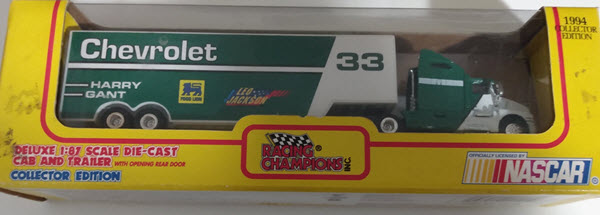 1994
COLLECTOR
EDITION
Chevrolet
33
HARRY
GANT
FOOD LION
LEO
JACKSON
DELUXE 1:87 SCALE DIE-CAST
CAB AND TRAILER WITH OPENING REAR DOOR
COLLECTOR EDITION
RACING
CHAMPIONS
INC.
OFFICIALLY LICENSED BY
NASCAR